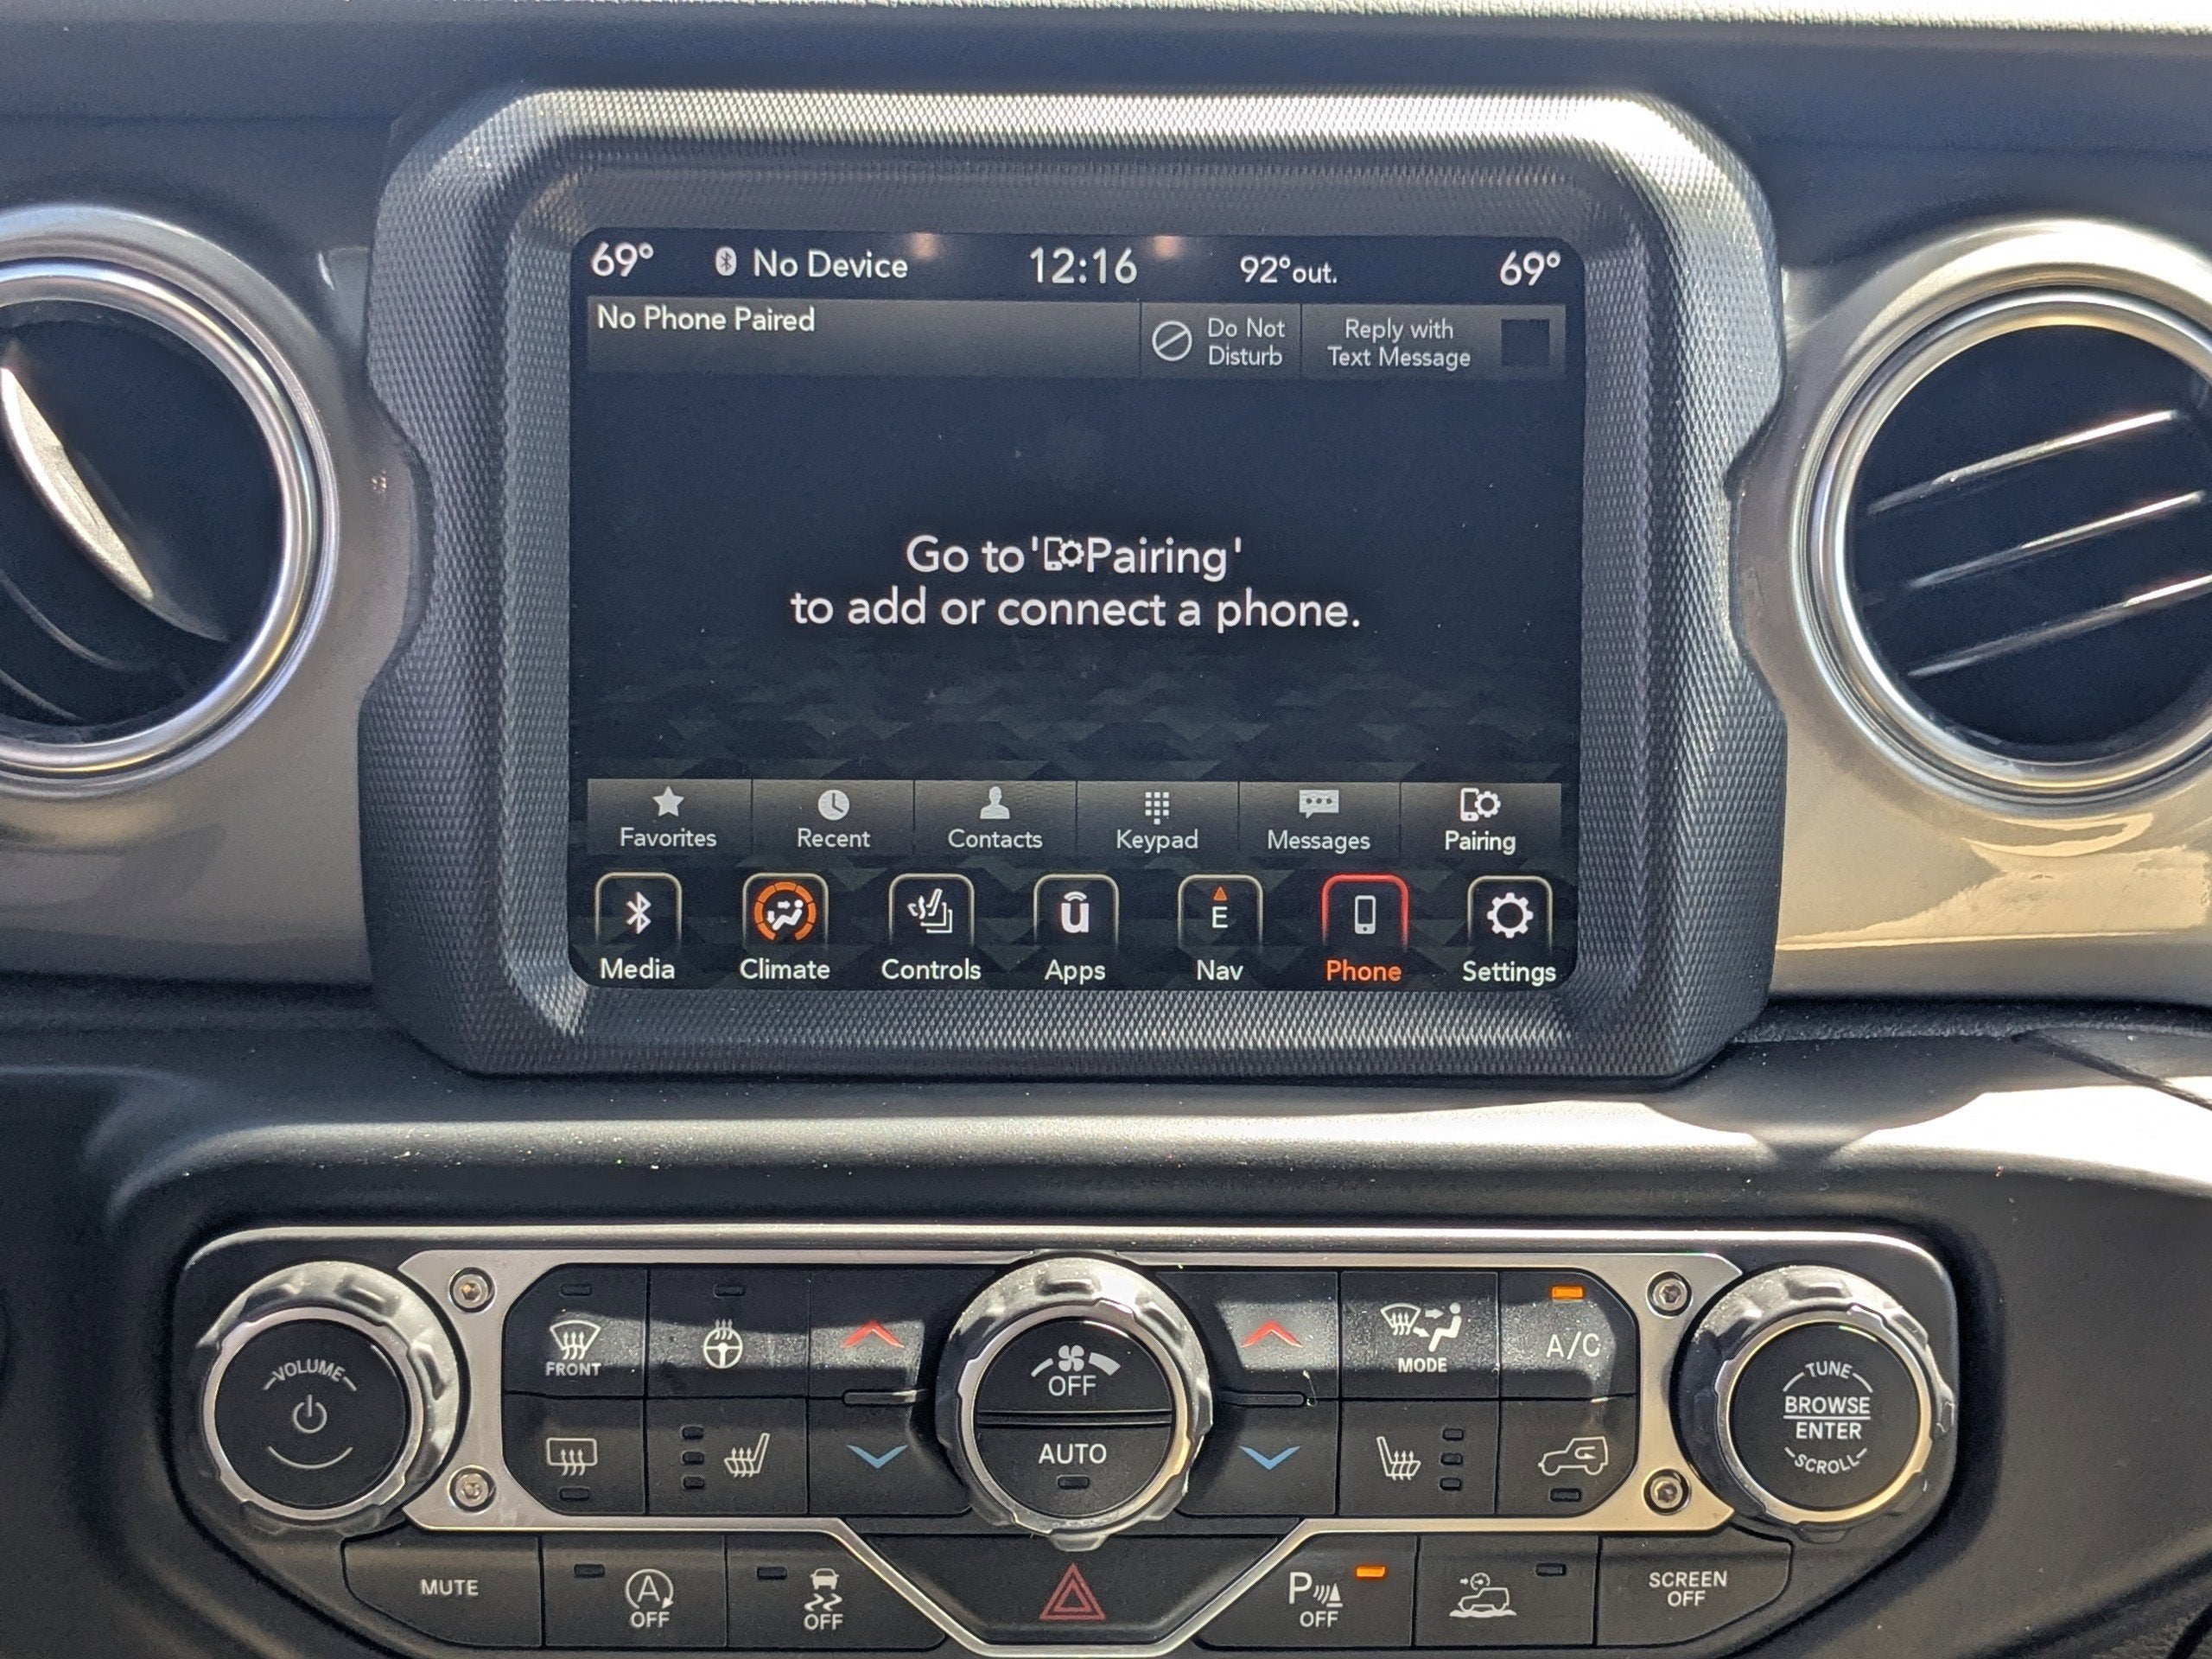 69° No Device 12:16 92°out. 69°
No Phone Paired
Do Not
Disturb
Reply with
Text Message
Go to 'Pairing'
to add or connect a phone.
Favorites Recent Contacts Keypad Messages Pairing
E
Media Climate Controls Apps Nav Phone Settings
VOLUME
FRONT
OFF
AUTO
MODE
A/C
TUNE
BROWSE
ENTER
SCROLL
MUTE
A
OFF
OFF
P
OFF
SCREEN
OFF